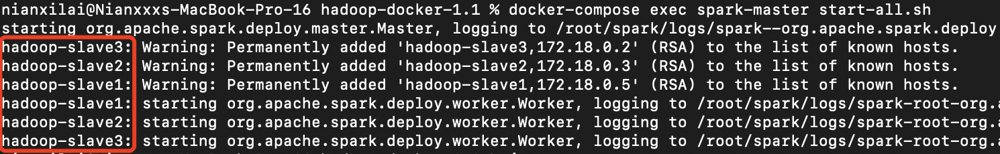 nianxilai@Nianxxxs-MacBook-Pro-16 hadoop-docker-1.1 % docker-compose exec spark-master start-all.sh
starting org.apache.spark.deploy.master.Master, logging to /root/spark/logs/spark--org.apache.spark.deploy
hadoop-slave3: Warning: Permanently added 'hadoop-slave3,172.18.0.2' (RSA) to the list of known hosts.
hadoop-slave2: Warning: Permanently added 'hadoop-slave2,172.18.0.3' (RSA) to the list of known hosts.
hadoop-slave1: Warning: Permanently added 'hadoop-slave1,172.18.0.5' (RSA) to the list of known hosts.
hadoop-slave1: starting org.apache.spark.deploy.worker.Worker, logging to /root/spark/logs/spark-root-org.a
hadoop-slave2: starting org.apache.spark.deploy.worker.Worker, logging to /root/spark/logs/spark-root-org.a
hadoop-slave3: starting org.apache.spark.deploy.worker.Worker, logging to /root/spark/logs/spark-root-org.a